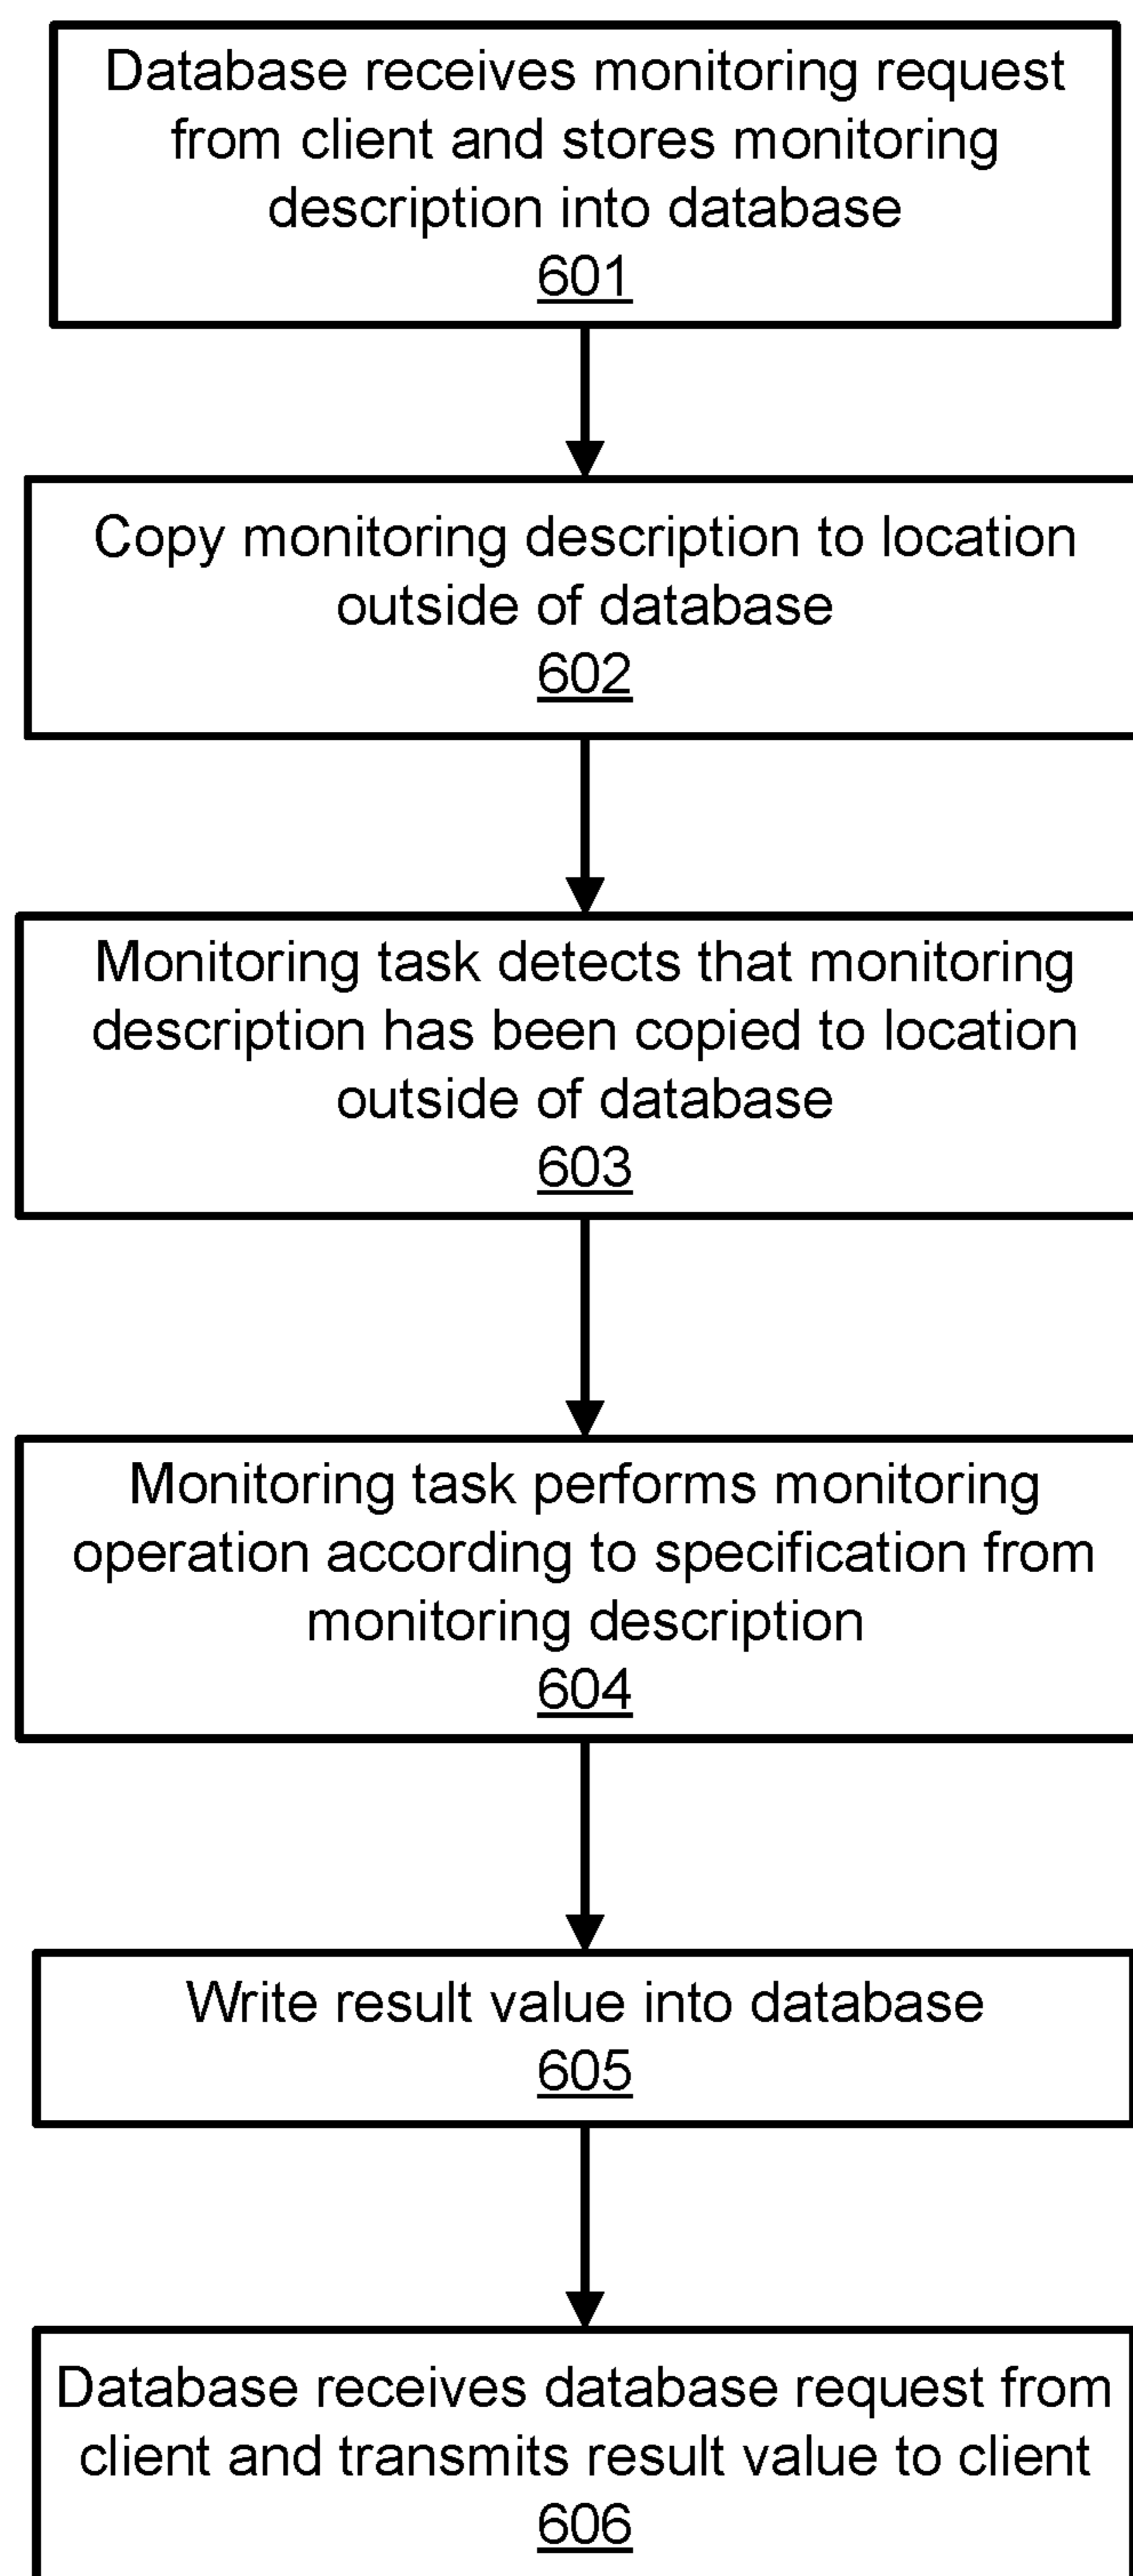 Database receives monitoring request
from client and stores monitoring
description into database
601
Copy monitoring description to location
outside of database
602
Monitoring task detects that monitoring
description has been copied to location
outside of database
603
Monitoring task performs monitoring
operation according to specification from
monitoring description
604
Write result value into database
605
Database receives database request from
client and transmits result value to client
606